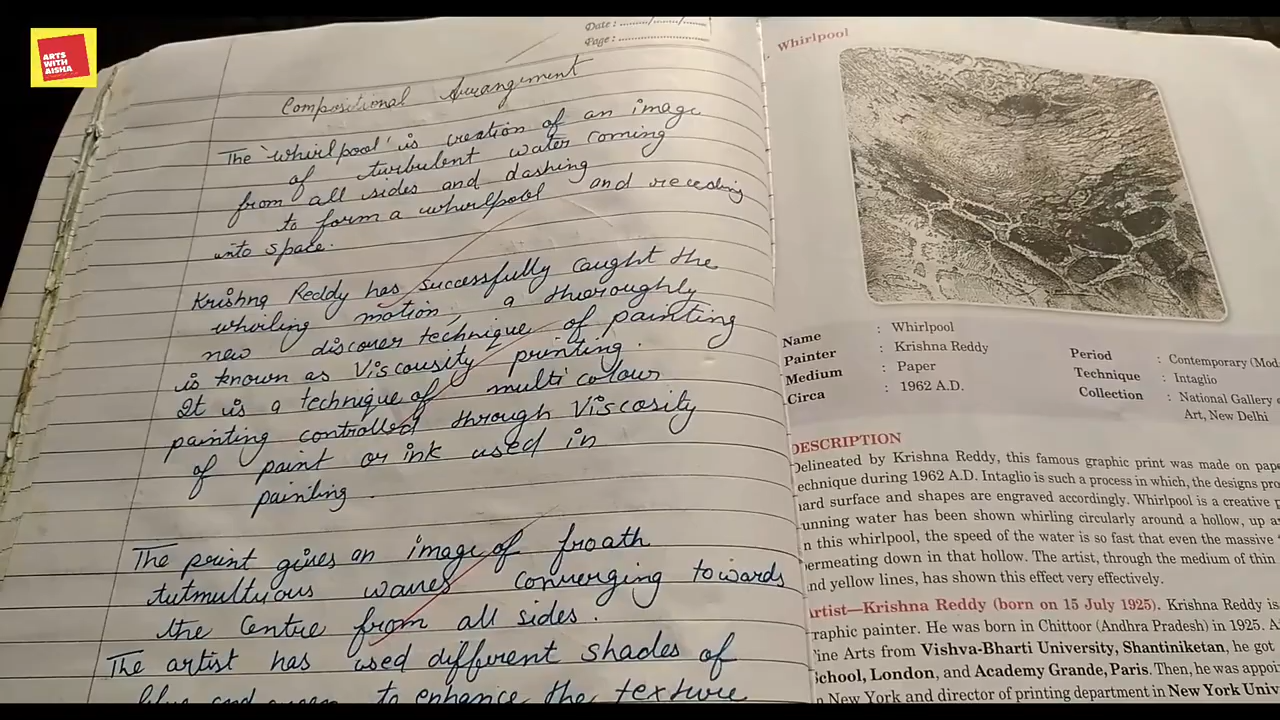 ARTS
WITH
AISHA
Date : ....../....../......
Page : ........................
Compositional Arrangement
The 'whirlpool' is creation of an image
of turbulent water coming
from all sides and dashing
to form a whirlpool and receding
into space.
Krishna Reddy has successfully caught the
whirling motion, a thoroughly
new discover technique of painting
is known as Viscousity printing.
It is a technique of multi colour
painting controlled through Viscosity
of paint or ink used in
painting.
The print gives an image of froath
tutmultuous waves converging towards
the centre from all sides.
The artist has used different shades of
to enhance the texture
Whirlpool
Name : Whirlpool
Painter : Krishna Reddy
Medium : Paper
Circa : 1962 A.D.
Period : Contemporary (Mod
Technique : Intaglio
Collection : National Gallery
Art, New Delhi
DESCRIPTION
Delineated by Krishna Reddy, this famous graphic print was made on pape
echnique during 1962 A.D. Intaglio is such a process in which, the designs pro
ard surface and shapes are engraved accordingly. Whirlpool is a creative
unning water has been shown whirling circularly around a hollow, up a
n this whirlpool, the speed of the water is so fast that even the massive
ermeating down in that hollow. The artist, through the medium of thin
nd yellow lines, has shown this effect very effectively.
Artist—Krishna Reddy (born on 15 July 1925). Krishna Reddy is
raphic painter. He was born in Chittoor (Andhra Pradesh) in 1925. A
ine Arts from Vishva-Bharti University, Shantiniketan, he got
School, London, and Academy Grande, Paris. Then, he was appoi
n New York and director of printing department in New York Univ